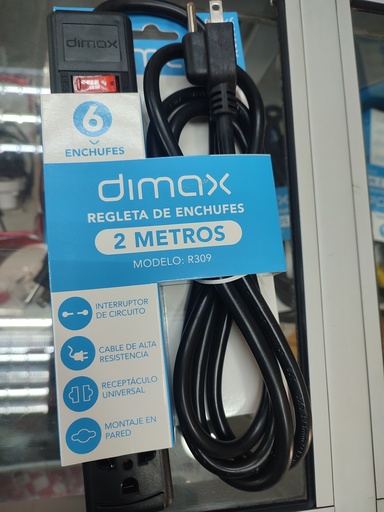 dimax
6
ENCHUFES
dimax
REGLETA DE ENCHUFES
2 METROS
MODELO: R309
INTERRUPTOR
DE CIRCUITO
CABLE DE ALTA
RESISTENCIA
RECEPTÁCULO
UNIVERSAL
MONTAJE EN
PARED